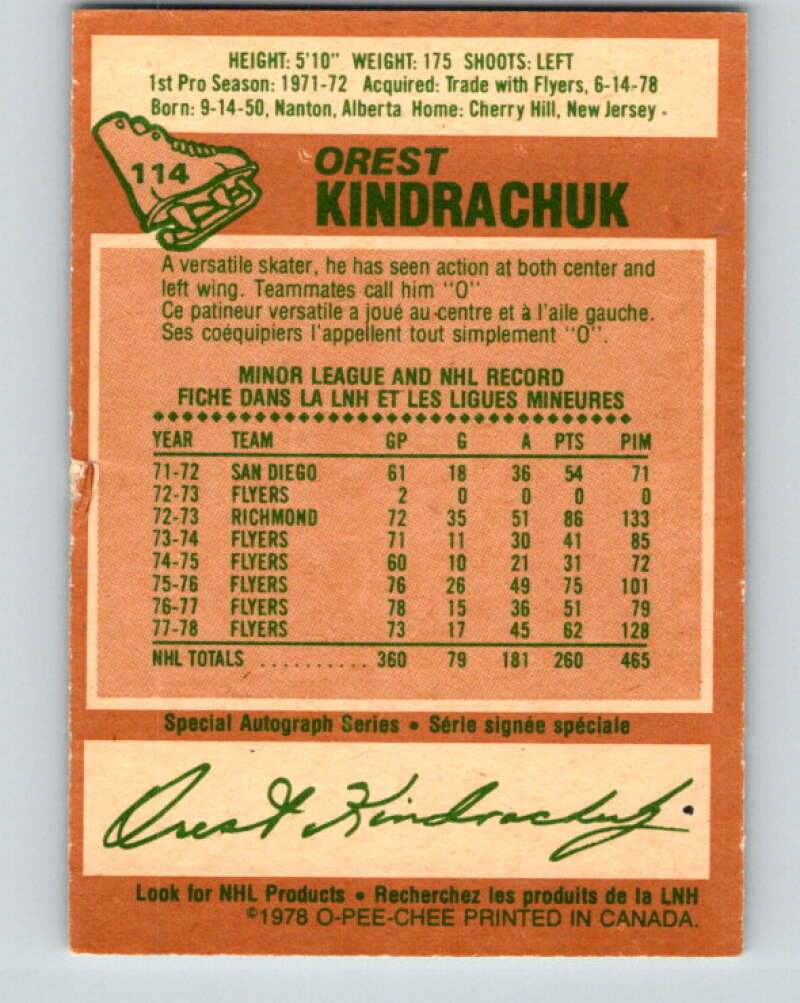 HEIGHT: 5'10" WEIGHT: 175 SHOOTS: LEFT
1st Pro Season: 1971-72 Acquired: Trade with Flyers, 6-14-78
Born: 9-14-50, Nanton, Alberta Home: Cherry Hill, New Jersey
114
OREST
KINDRACHUK
A versatile skater, he has seen action at both center and
left wing. Teammates call him "O"
Ce patineur versatile a joué au centre et à l'aile gauche.
Ses coéquipiers l'appellent tout simplement "O".
MINOR LEAGUE AND NHL RECORD
FICHE DANS LA LNH ET LES LIGUES MINEURES
YEAR TEAM GP G A PTS PIM
71-72 SAN DIEGO 61 18 36 54 71
72-73 FLYERS 2 0 0 0 0
72-73 RICHMOND 72 35 51 86 133
73-74 FLYERS 71 11 30 41 85
74-75 FLYERS 60 10 21 31 72
75-76 FLYERS 76 26 49 75 101
76-77 FLYERS 78 15 36 51 79
77-78 FLYERS 73 17 45 62 128
NHL TOTALS .......... 360 79 181 260 465
Special Autograph Series • Série signée spéciale
Orest Kindrachuk
Look for NHL Products • Recherchez les produits de la LNH
©1978 O-PEE-CHEE PRINTED IN CANADA.